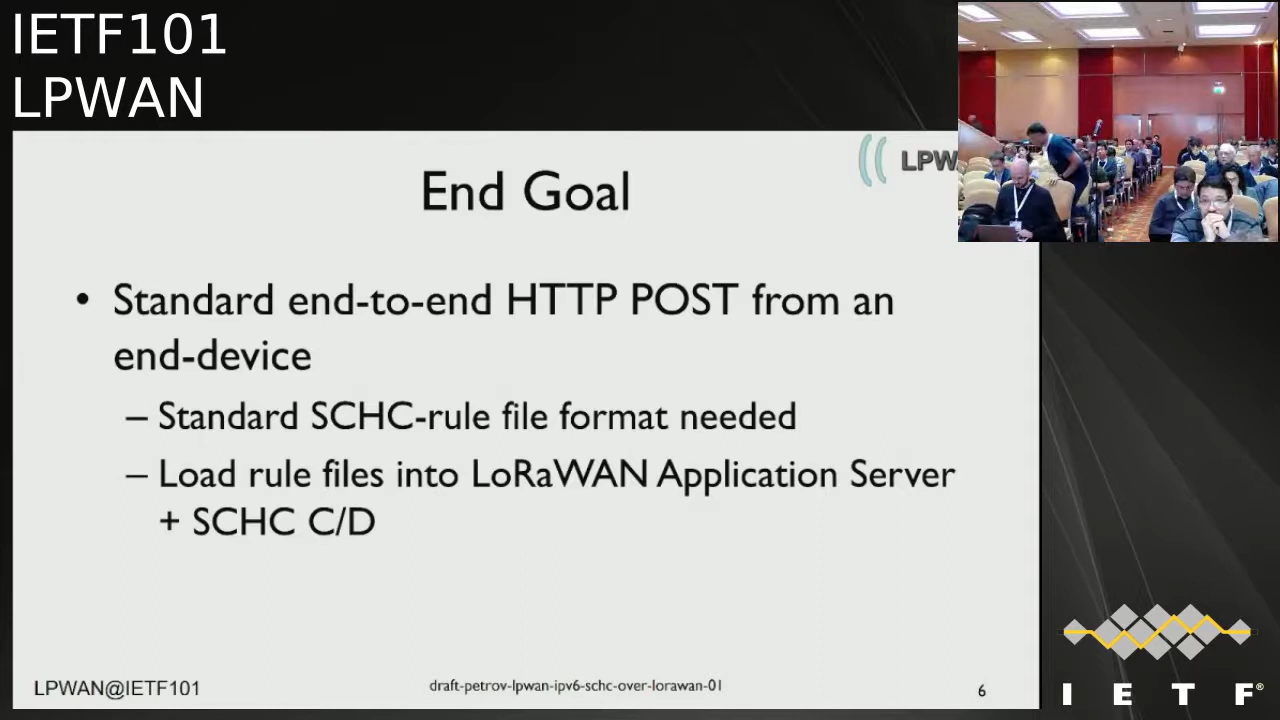 IETF101
LPWAN
LPW
End Goal
• Standard end-to-end HTTP POST from an
end-device
– Standard SCHC-rule file format needed
– Load rule files into LoRaWAN Application Server
+ SCHC C/D
LPWAN@IETF101
draft-petrov-lpwan-ipv6-schc-over-lorawan-01
6
I E T F®